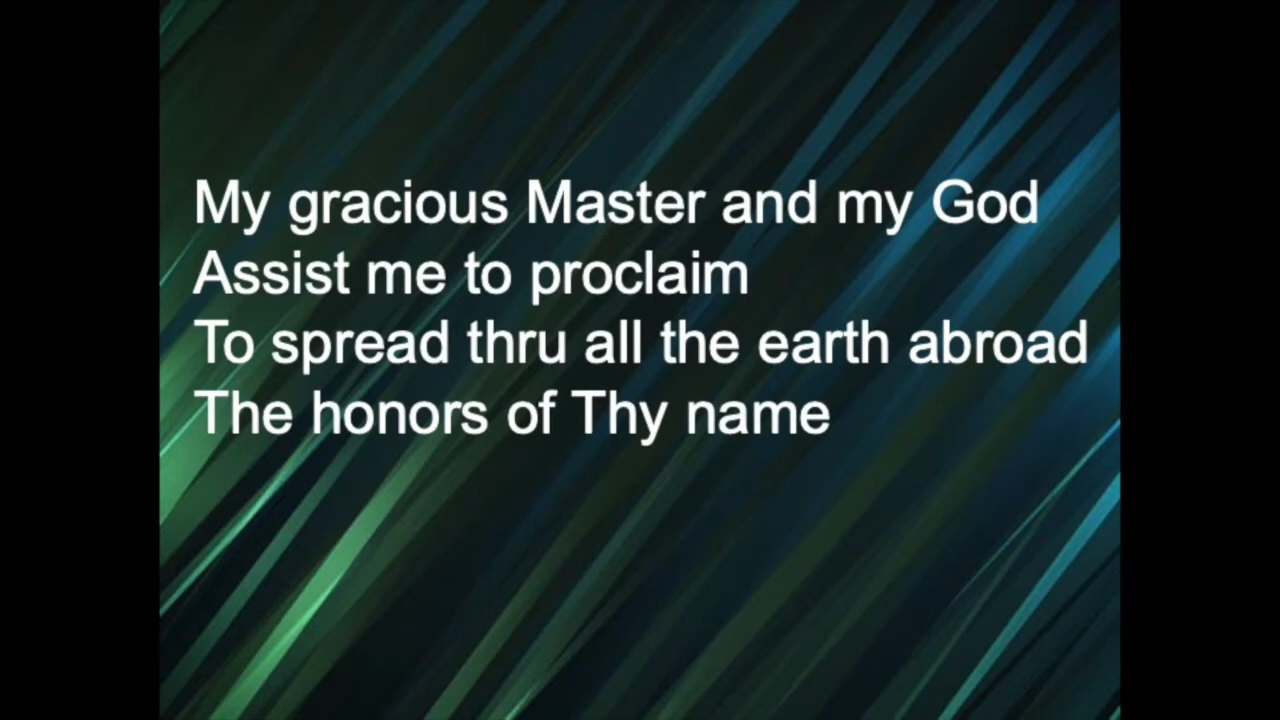 My gracious Master and my God
Assist me to proclaim
To spread thru all the earth abroad
The honors of Thy name